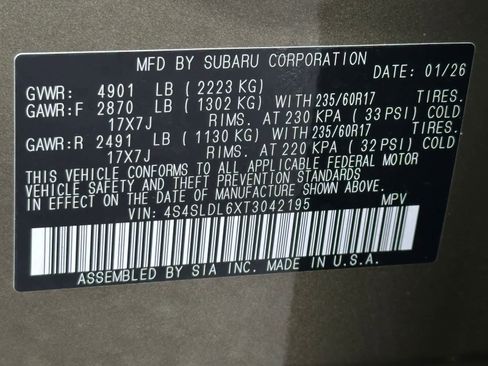 MFD BY SUBARU CORPORATION
DATE: 01/26
GVWR: 4901 LB (2223 KG)
GAWR:F 2870 LB (1302 KG) WITH 235/60R17 TIRES.
17X7J RIMS. AT 230 KPA (33 PSI) COLD
GAWR:R 2491 LB (1130 KG) WITH 235/60R17 TIRES.
17X7J RIMS. AT 220 KPA (32 PSI) COLD
THIS VEHICLE CONFORMS TO ALL APPLICABLE FEDERAL MOTOR
VEHICLE SAFETY AND THEFT PREVENTION STANDARDS
IN EFFECT ON THE DATE OF MANUFACTURE SHOWN ABOVE.
VIN: 4S4SLDL6XT3042195 MPV
ASSEMBLED BY SIA INC. MADE IN U.S.A.